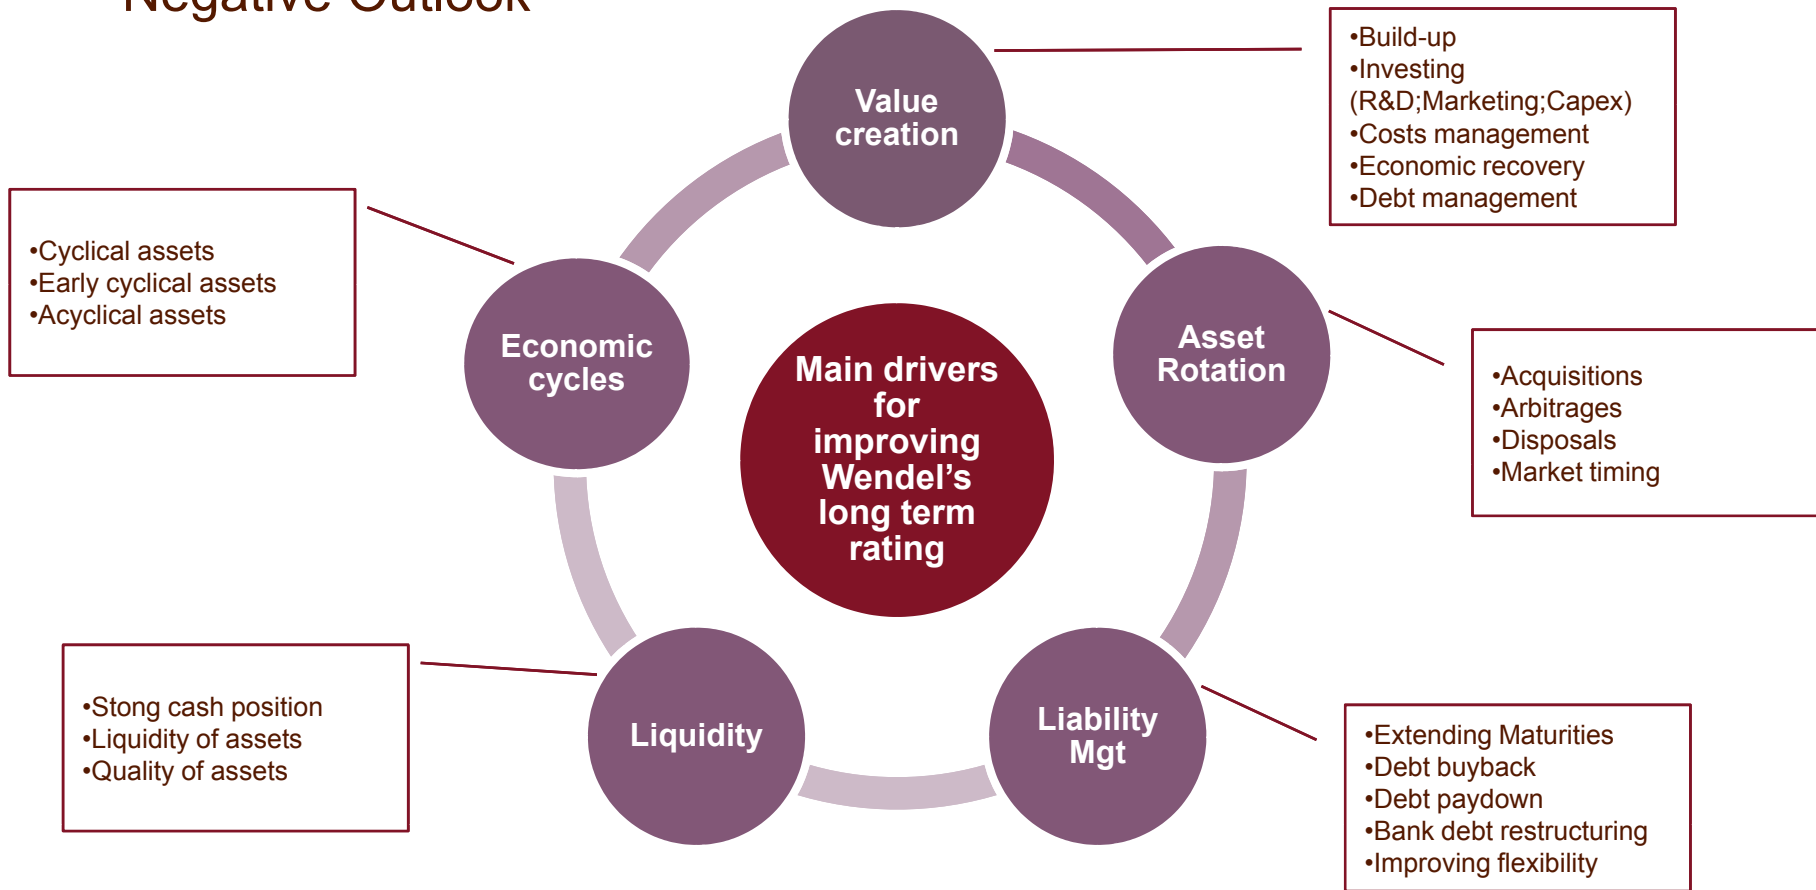 Negative Outlook
Value
creation
•Build-up
•Investing
(R&D;Marketing;Capex)
•Costs management
•Economic recovery
•Debt management
Asset
Rotation
•Acquisitions
•Arbitrages
•Disposals
•Market timing
Liability
Mgt
•Extending Maturities
•Debt buyback
•Debt paydown
•Bank debt restructuring
•Improving flexibility
Liquidity
•Stong cash position
•Liquidity of assets
•Quality of assets
Economic
cycles
•Cyclical assets
•Early cyclical assets
•Acyclical assets
Main drivers
for
improving
Wendel’s
long term
rating